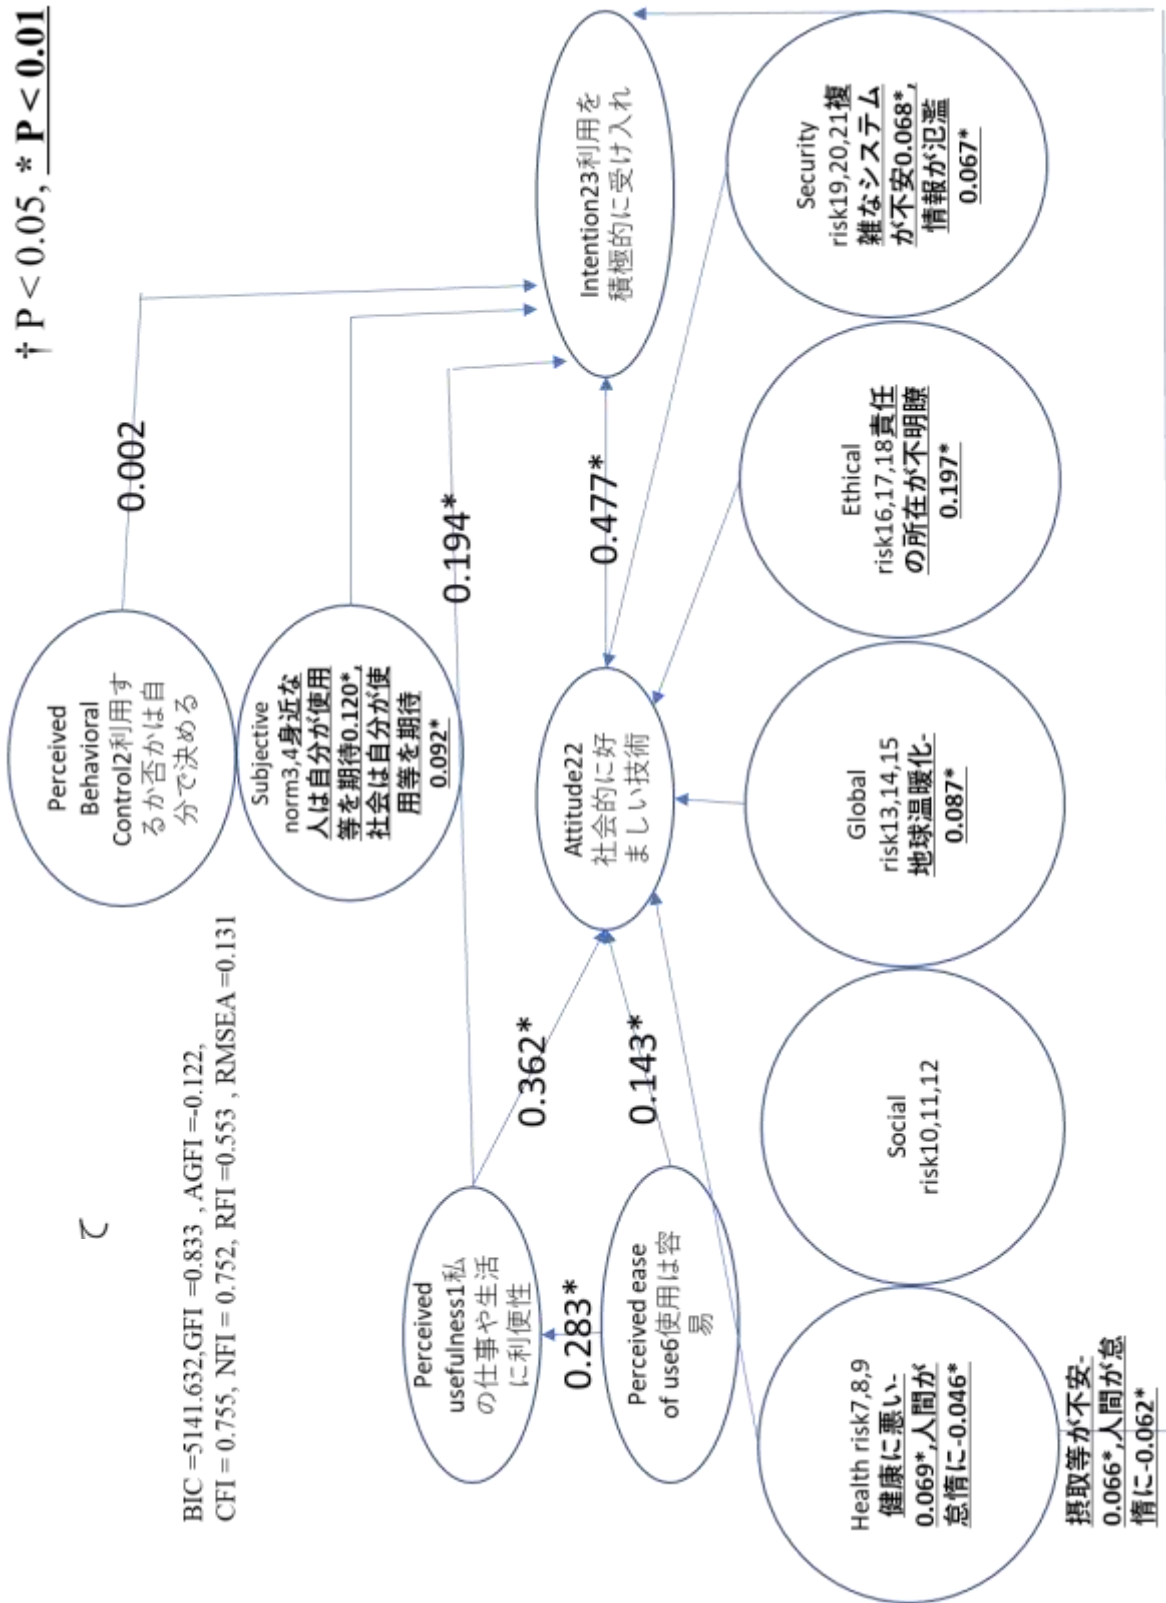 † P < 0.05, * P < 0.01
て
BIC =5141.632,GFI =0.833 , AGFI =-0.122,
CFI = 0.755, NFI = 0.752, RFI =0.553 , RMSEA =0.131
Perceived
Behavioral
Control2利用す
るか否かは自
分で決める
0.002
Subjective
norm3,4身近な
人は自分が使用
等を期待0.120*,
社会は自分が使
用等を期待
0.092*
0.194*
Perceived
usefulness1私
の仕事や生活
に利便性
0.362*
0.283*
Perceived ease
of use6使用は容
易
0.143*
Attitude22
社会的に好
ましい技術
0.477*
Intention23利用を
積極的に受け入れ
Health risk7,8,9
健康に悪い-
0.069*,人間が
怠惰に-0.046*
摂取等が不安-
0.066*,人間が怠
惰に-0.062*
Social
risk10,11,12
Global
risk13,14,15
地球温暖化-
0.087*
Ethical
risk16,17,18責任
の所在が不明瞭
0.197*
Security
risk19,20,21複
雑なシステム
が不安0.068*,
情報が氾濫
0.067*